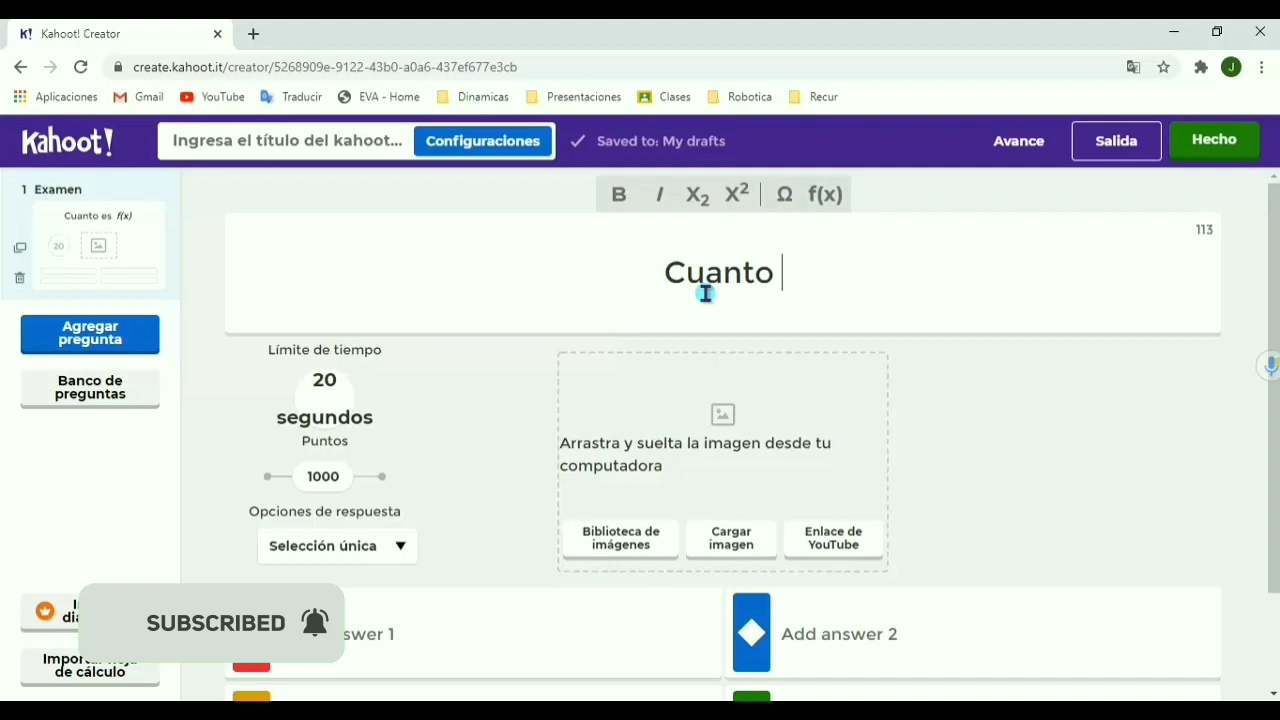 K! Kahoot! Creator
create.kahoot.it/creator/5268909e-9122-43b0-a0a6-437ef677e3cb
J
Aplicaciones Gmail YouTube Traducir EVA - Home Dinamicas Presentaciones Clases Robotica Recur
Kahoot! Ingresa el título del kahoot... Configuraciones Saved to: My drafts Avance Salida Hecho
1 Examen
Cuanto es f(x)
20
B I X2 X² Ω f(x)
113
Cuanto
Agregar
pregunta
Banco de
preguntas
Límite de tiempo
20
segundos
Puntos
1000
Opciones de respuesta
Selección única
Arrastra y suelta la imagen desde tu
computadora
Biblioteca de
imágenes
Cargar
imagen
Enlace de
YouTube
SUBSCRIBED
swer 1
Add answer 2
de cálculo